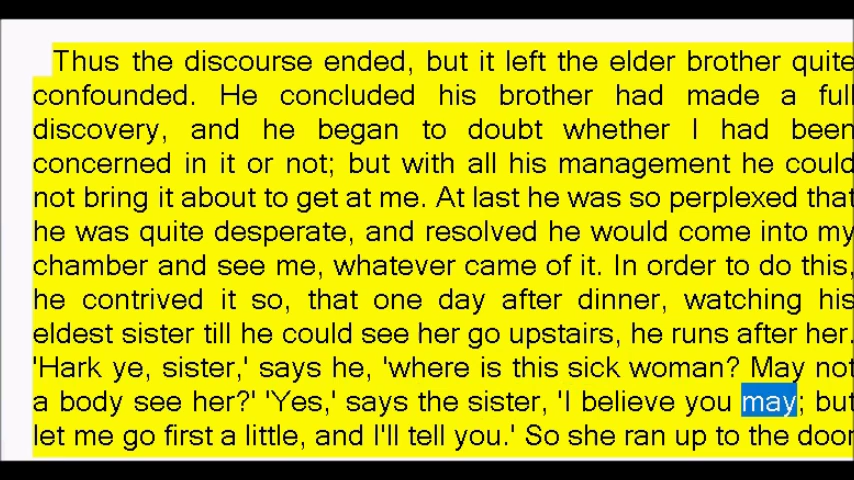 Thus the discourse ended, but it left the elder brother quite
confounded. He concluded his brother had made a full
discovery, and he began to doubt whether I had been
concerned in it or not; but with all his management he could
not bring it about to get at me. At last he was so perplexed that
he was quite desperate, and resolved he would come into my
chamber and see me, whatever came of it. In order to do this,
he contrived it so, that one day after dinner, watching his
eldest sister till he could see her go upstairs, he runs after her.
'Hark ye, sister,' says he, 'where is this sick woman? May not
a body see her?' 'Yes,' says the sister, 'I believe you may; but
let me go first a little, and I'll tell you.' So she ran up to the door